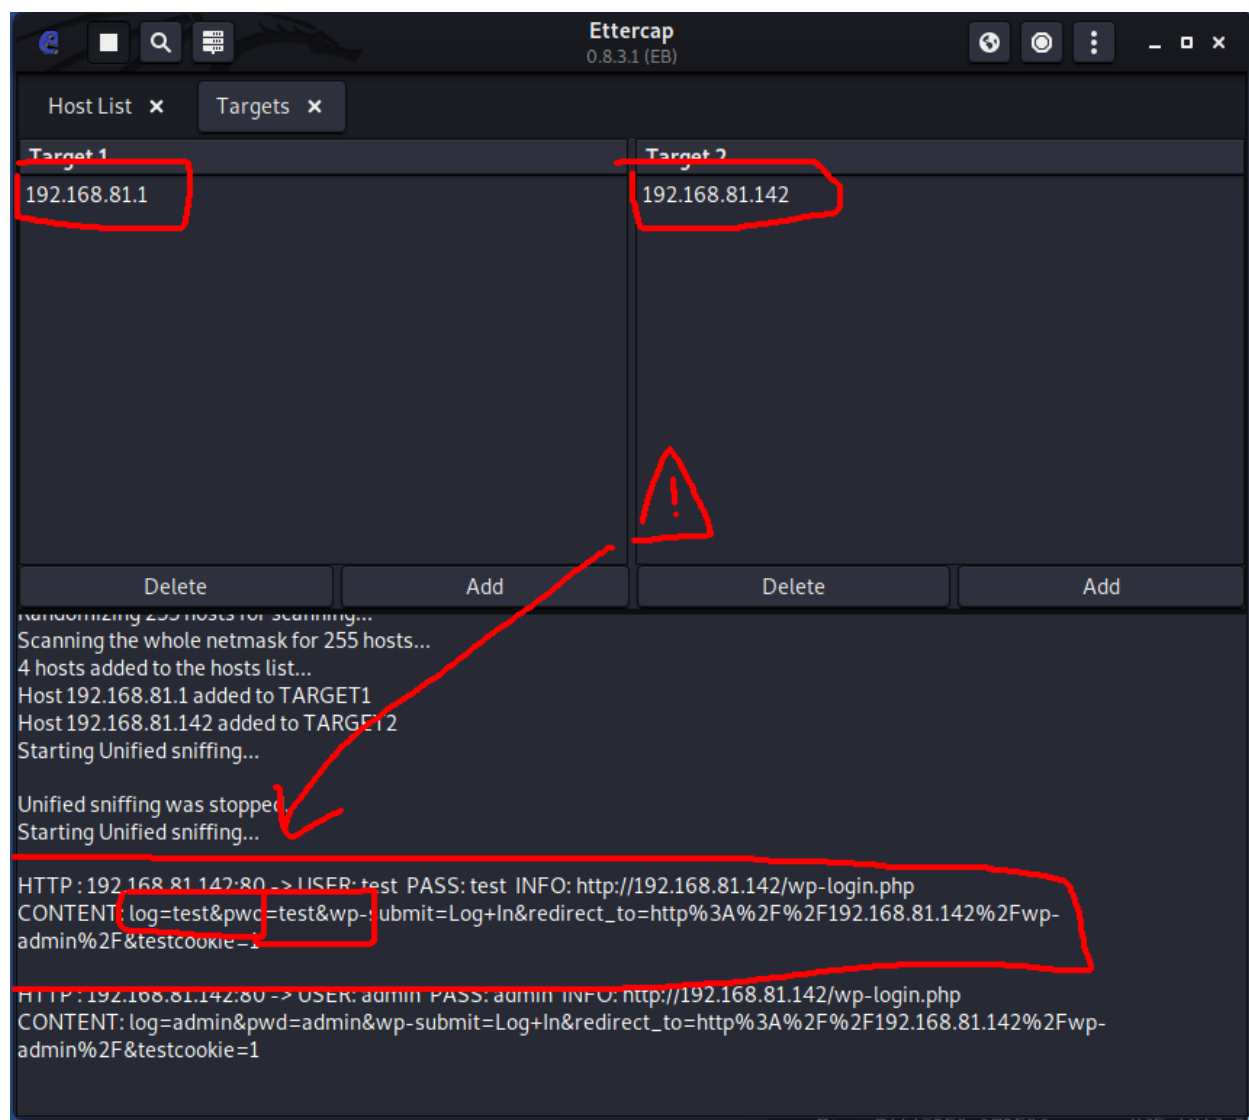 Ettercap
0.8.3.1 (EB)
Host List × Targets ×
Target 1 Target 2
192.168.81.1 192.168.81.142
Delete Add Delete Add
Randomizing 255 hosts for scanning...
Scanning the whole netmask for 255 hosts...
4 hosts added to the hosts list...
Host 192.168.81.1 added to TARGET1
Host 192.168.81.142 added to TARGET2
Starting Unified sniffing...
Unified sniffing was stopped.
Starting Unified sniffing...
HTTP : 192.168.81.142:80 -> USER: test PASS: test INFO: http://192.168.81.142/wp-login.php
CONTENT: log=test&pwd=test&wp-submit=Log+In&redirect_to=http%3A%2F%2F192.168.81.142%2Fwp-
admin%2F&testcookie=1
HTTP : 192.168.81.142:80 -> USER: admin PASS: admin INFO: http://192.168.81.142/wp-login.php
CONTENT: log=admin&pwd=admin&wp-submit=Log+In&redirect_to=http%3A%2F%2F192.168.81.142%2Fwp-
admin%2F&testcookie=1